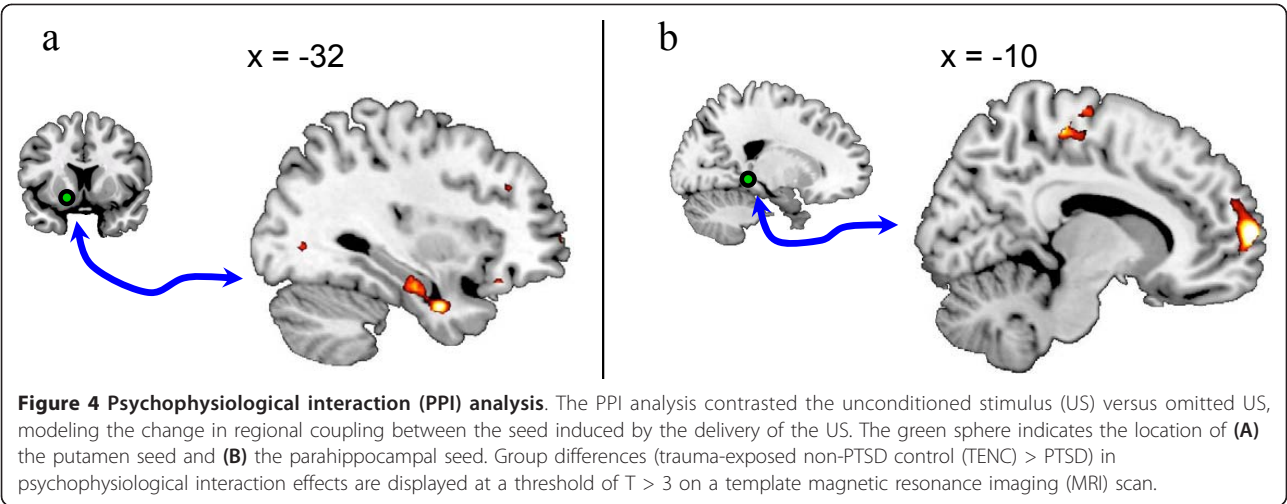 a
x = -32
b
x = -10
Figure 4 Psychophysiological interaction (PPI) analysis. The PPI analysis contrasted the unconditioned stimulus (US) versus omitted US,
modeling the change in regional coupling between the seed induced by the delivery of the US. The green sphere indicates the location of (A)
the putamen seed and (B) the parahippocampal seed. Group differences (trauma-exposed non-PTSD control (TENC) > PTSD) in
psychophysiological interaction effects are displayed at a threshold of T > 3 on a template magnetic resonance imaging (MRI) scan.